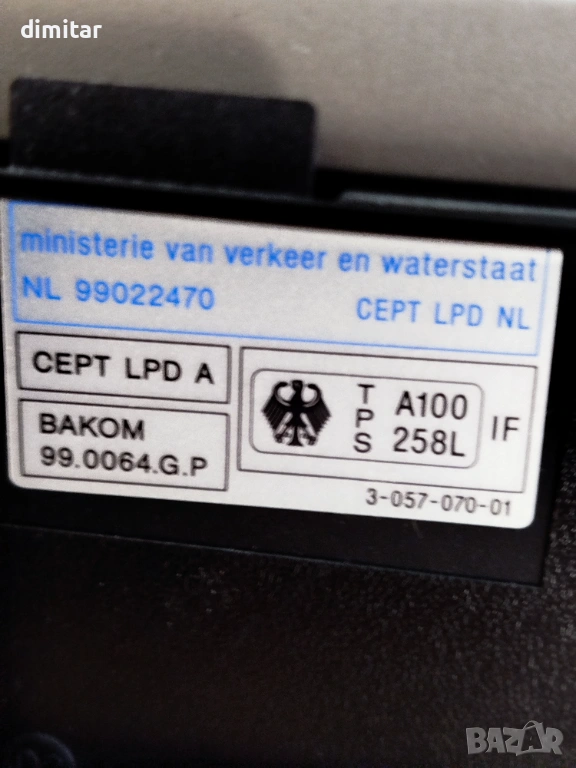 dimitar
ministerie van verkeer en waterstaat
NL 99022470
CEPT LPD NL
CEPT LPD A
BAKOM
99.0064.G.P
TPS
A100
258L
IF
3-057-070-01
BAZAR